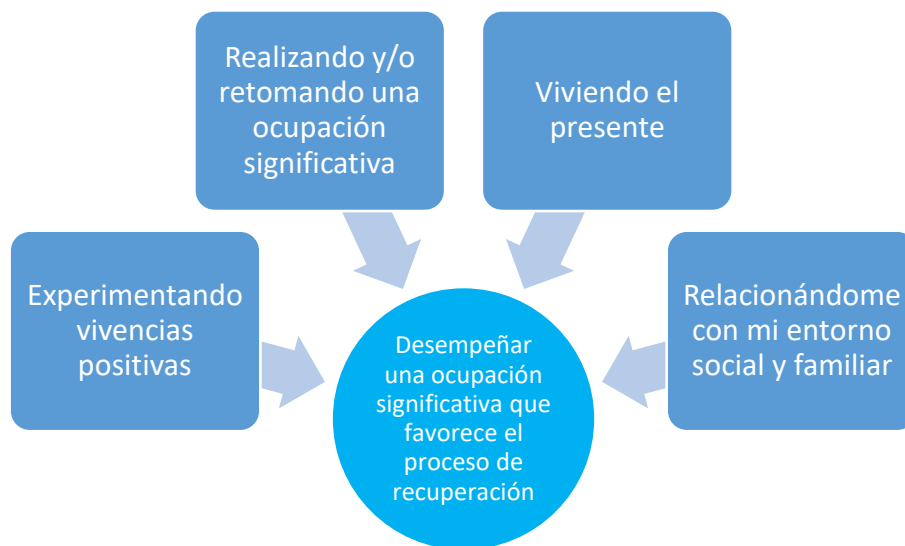 Realizando y/o
retomando una
ocupación
significativa
Viviendo el
presente
Experimentando
vivencias
positivas
Relacionándome
con mi entorno
social y familiar
Desempeñar
una ocupación
significativa que
favorece el
proceso de
recuperación